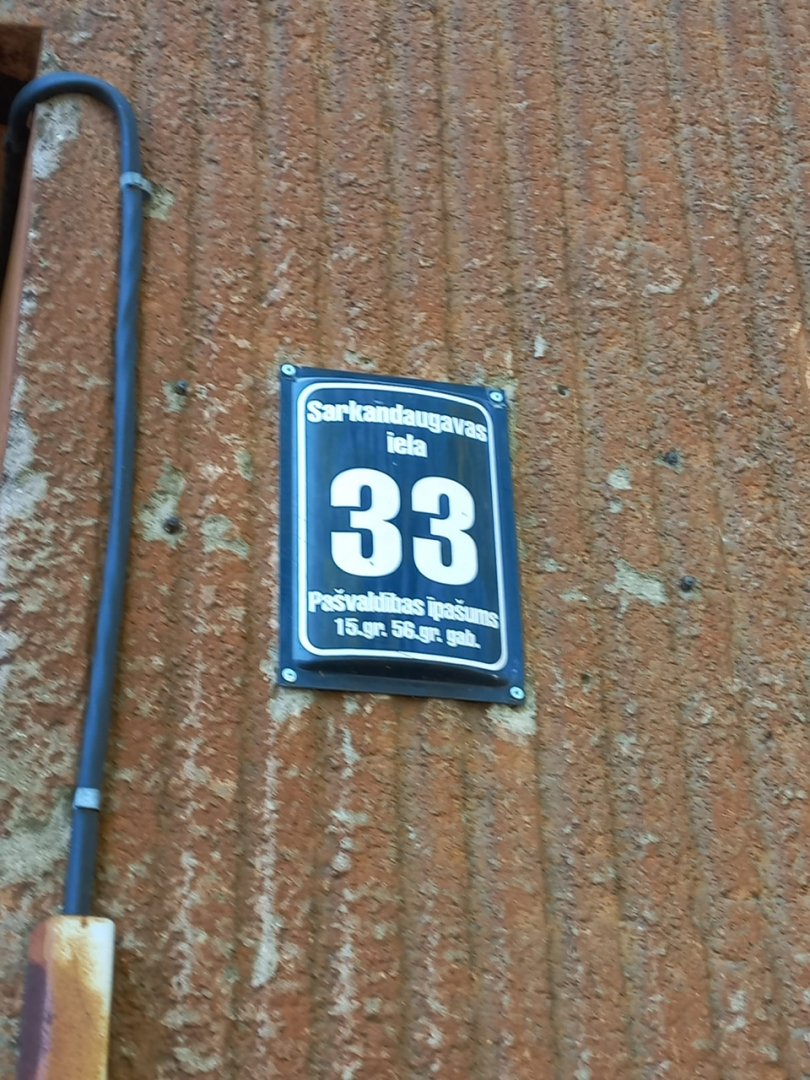 Sarkandaugavas
iela
33
Pašvaldības īpašums
15.gr. 56.gr. gab.